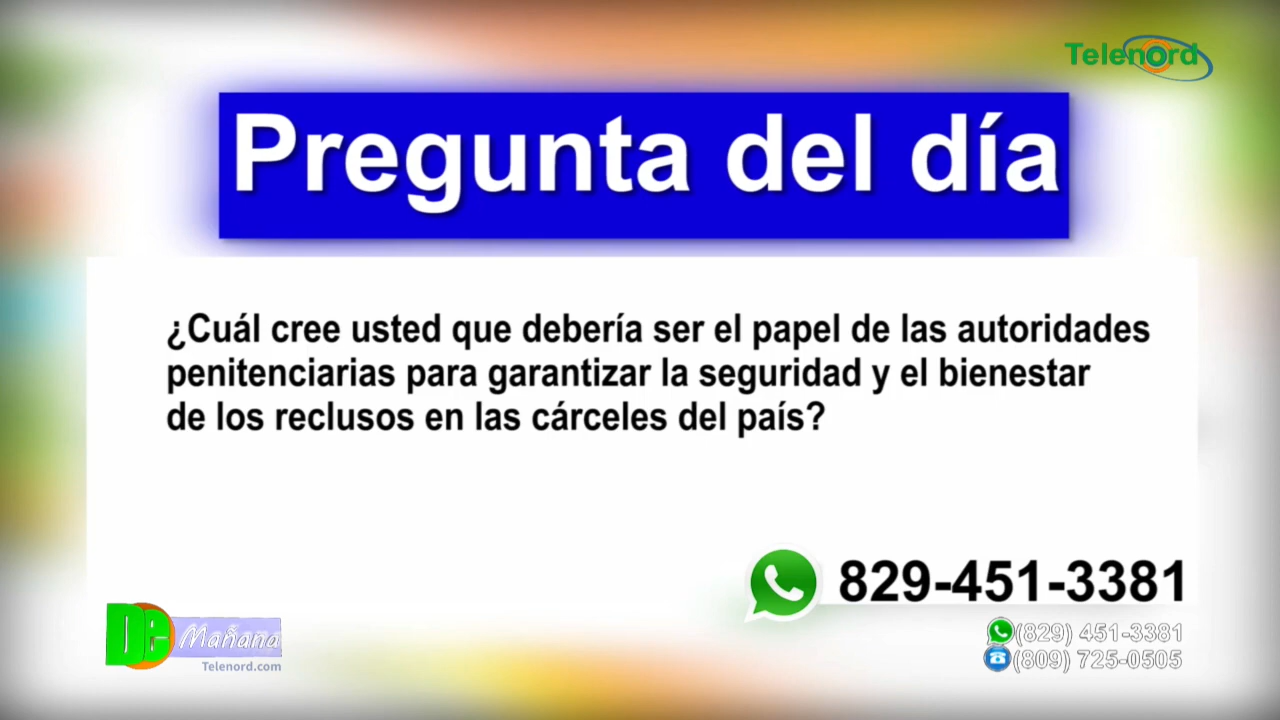 Telenord
Pregunta del día
¿Cuál cree usted que debería ser el papel de las autoridades
penitenciarias para garantizar la seguridad y el bienestar
de los reclusos en las cárceles del país?
829-451-3381
De Mañana
Telenord.com
(829) 451-3381
(809) 725-0505